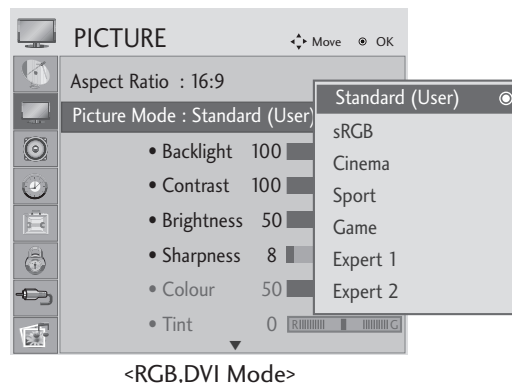 PICTURE
Move OK
Aspect Ratio : 16:9
Picture Mode : Standard (User)
• Backlight 100
• Contrast 100
• Brightness 50
• Sharpness 8
• Colour 50
• Tint 0 R G
Standard (User)
sRGB
Cinema
Sport
Game
Expert 1
Expert 2
<RGB,DVI Mode>